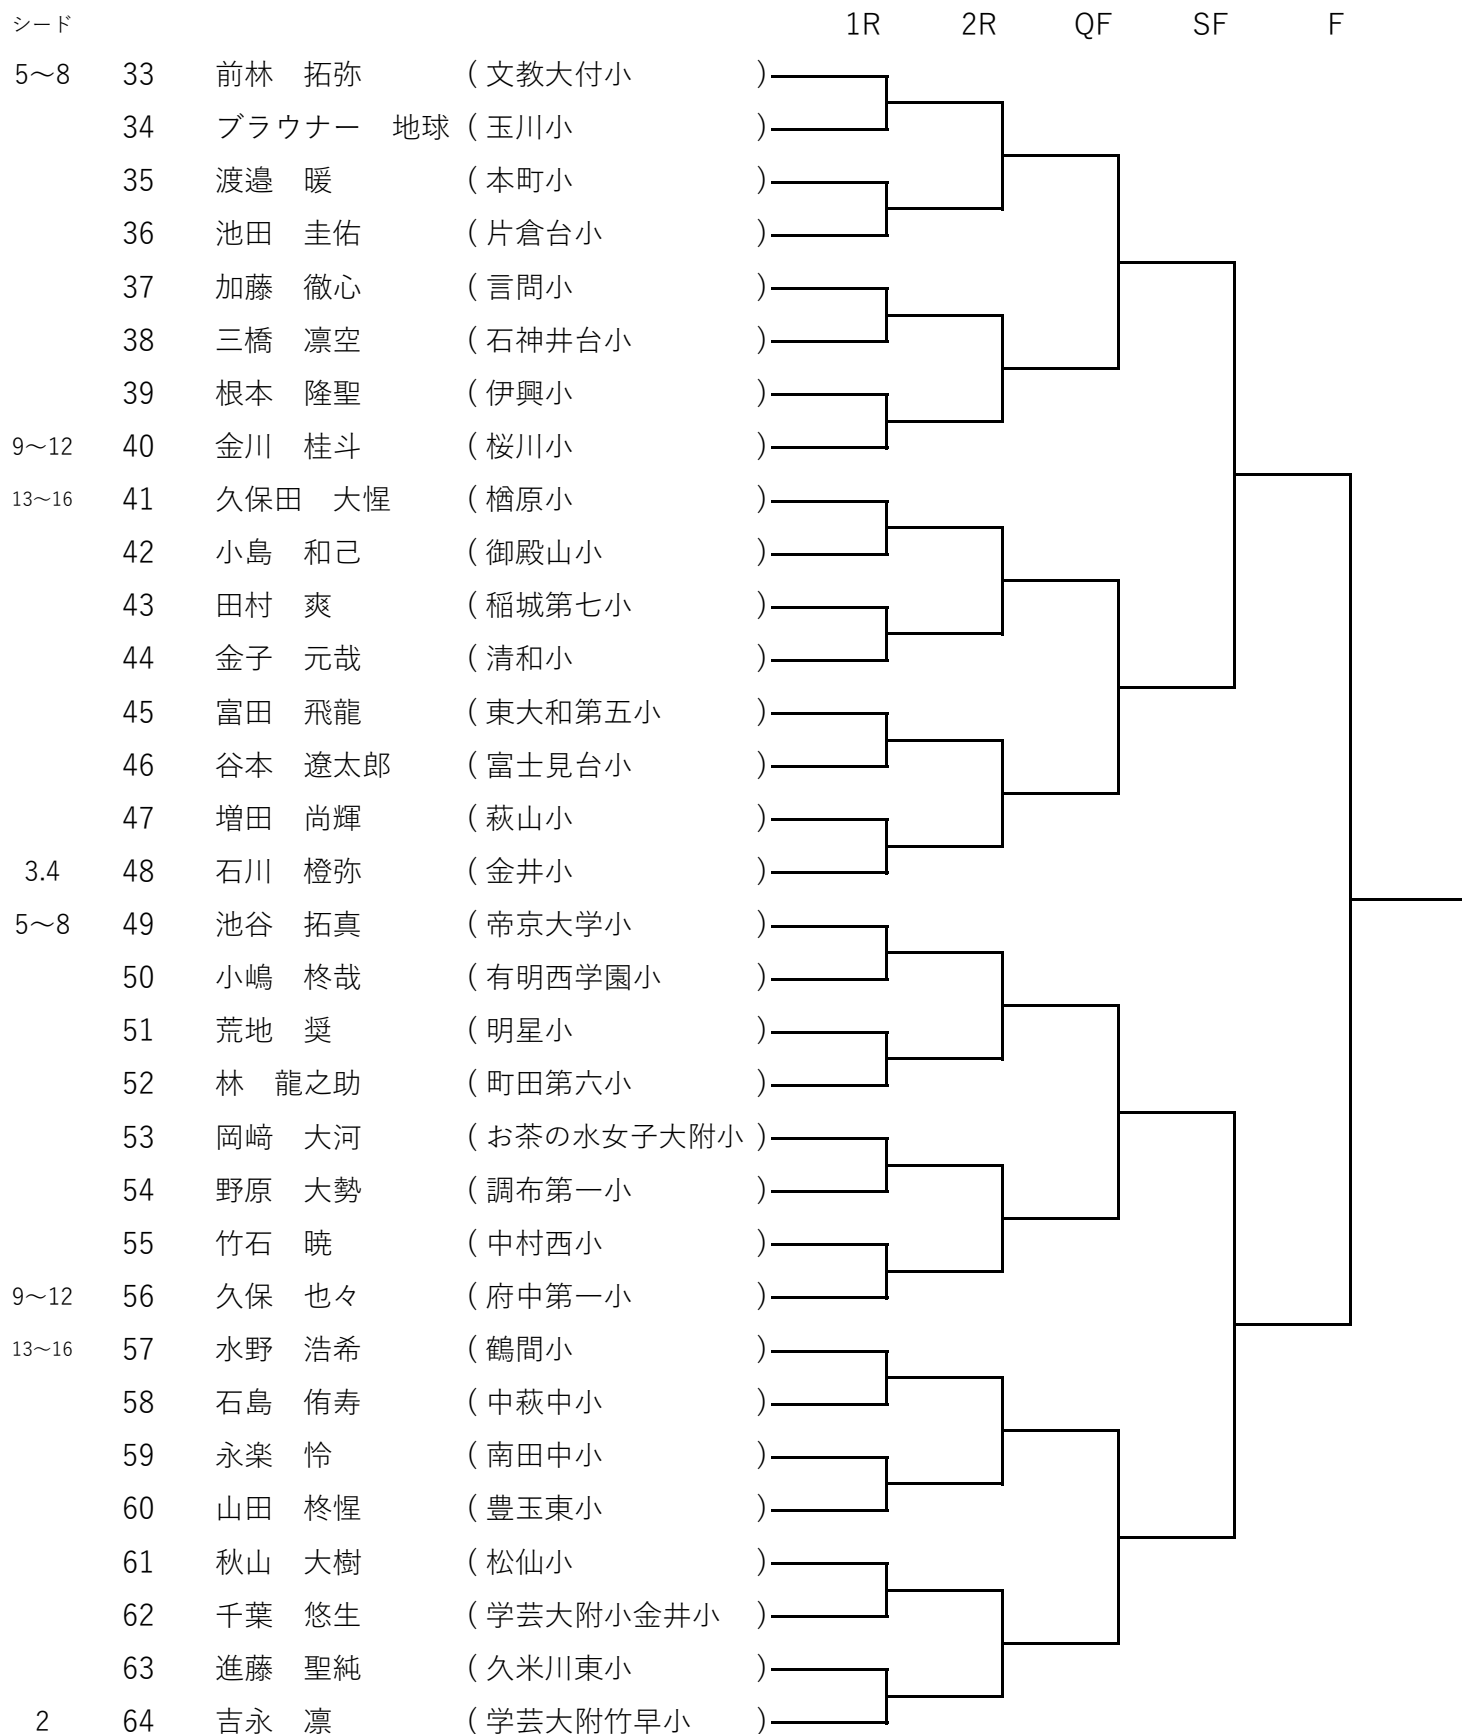 シード 1R 2R QF SF F
5～8 33 前林　拓弥 ( 文教大付小 )
34 ブラウナー　地球 ( 玉川小 )
35 渡邉　暖 ( 本町小 )
36 池田　圭佑 ( 片倉台小 )
37 加藤　徹心 ( 言問小 )
38 三橋　凛空 ( 石神井台小 )
39 根本　隆聖 ( 伊興小 )
9～12 40 金川　桂斗 ( 桜川小 )
13～16 41 久保田　大惺 ( 楢原小 )
42 小島　和己 ( 御殿山小 )
43 田村　爽 ( 稲城第七小 )
44 金子　元哉 ( 清和小 )
45 富田　飛龍 ( 東大和第五小 )
46 谷本　遼太郎 ( 富士見台小 )
47 増田　尚輝 ( 萩山小 )
3.4 48 石川　橙弥 ( 金井小 )
5～8 49 池谷　拓真 ( 帝京大学小 )
50 小嶋　柊哉 ( 有明西学園小 )
51 荒地　奨 ( 明星小 )
52 林　龍之助 ( 町田第六小 )
53 岡﨑　大河 ( お茶の水女子大附小 )
54 野原　大勢 ( 調布第一小 )
55 竹石　暁 ( 中村西小 )
9～12 56 久保　也々 ( 府中第一小 )
13～16 57 水野　浩希 ( 鶴間小 )
58 石島　侑寿 ( 中萩中小 )
59 永楽　怜 ( 南田中小 )
60 山田　柊惺 ( 豊玉東小 )
61 秋山　大樹 ( 松仙小 )
62 千葉　悠生 ( 学芸大附小金井小 )
63 進藤　聖純 ( 久米川東小 )
2 64 吉永　凛 ( 学芸大附竹早小 )